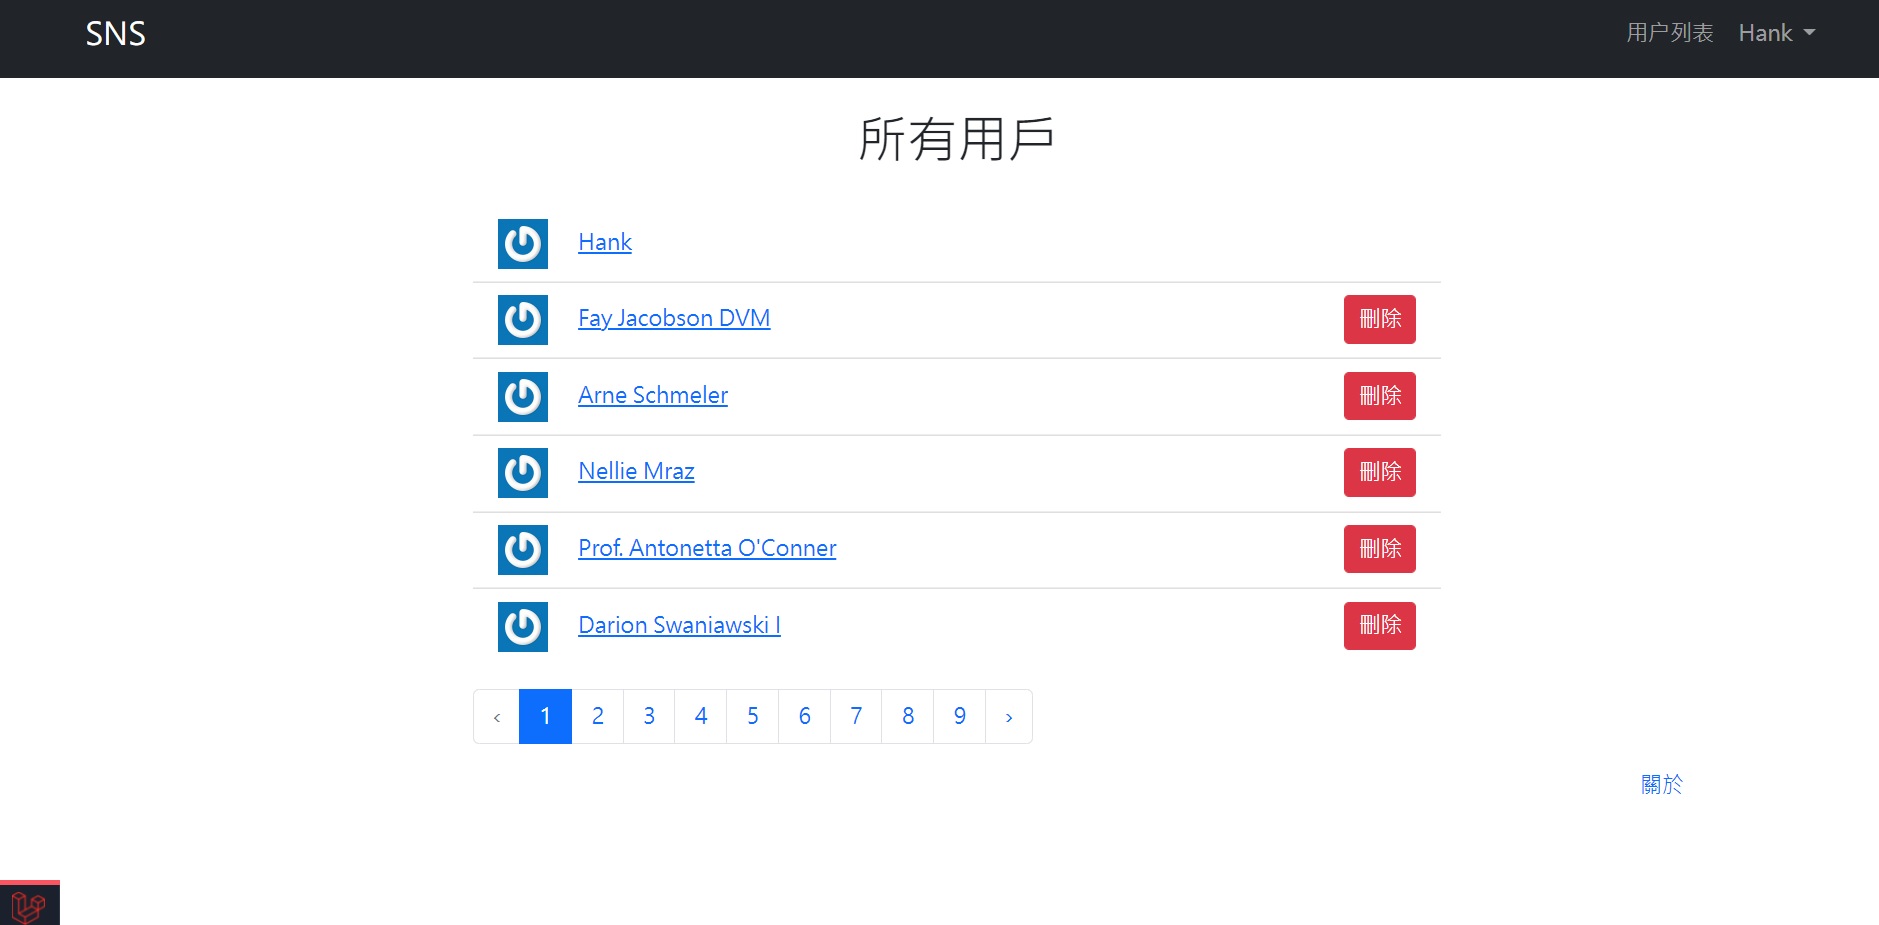 SNS 用户列表 Hank
所有用戶
Hank
Fay Jacobson DVM 刪除
Arne Schmeler 刪除
Nellie Mraz 刪除
Prof. Antonetta O'Conner 刪除
Darion Swaniawski I 刪除
‹ 1 2 3 4 5 6 7 8 9 ›
關於